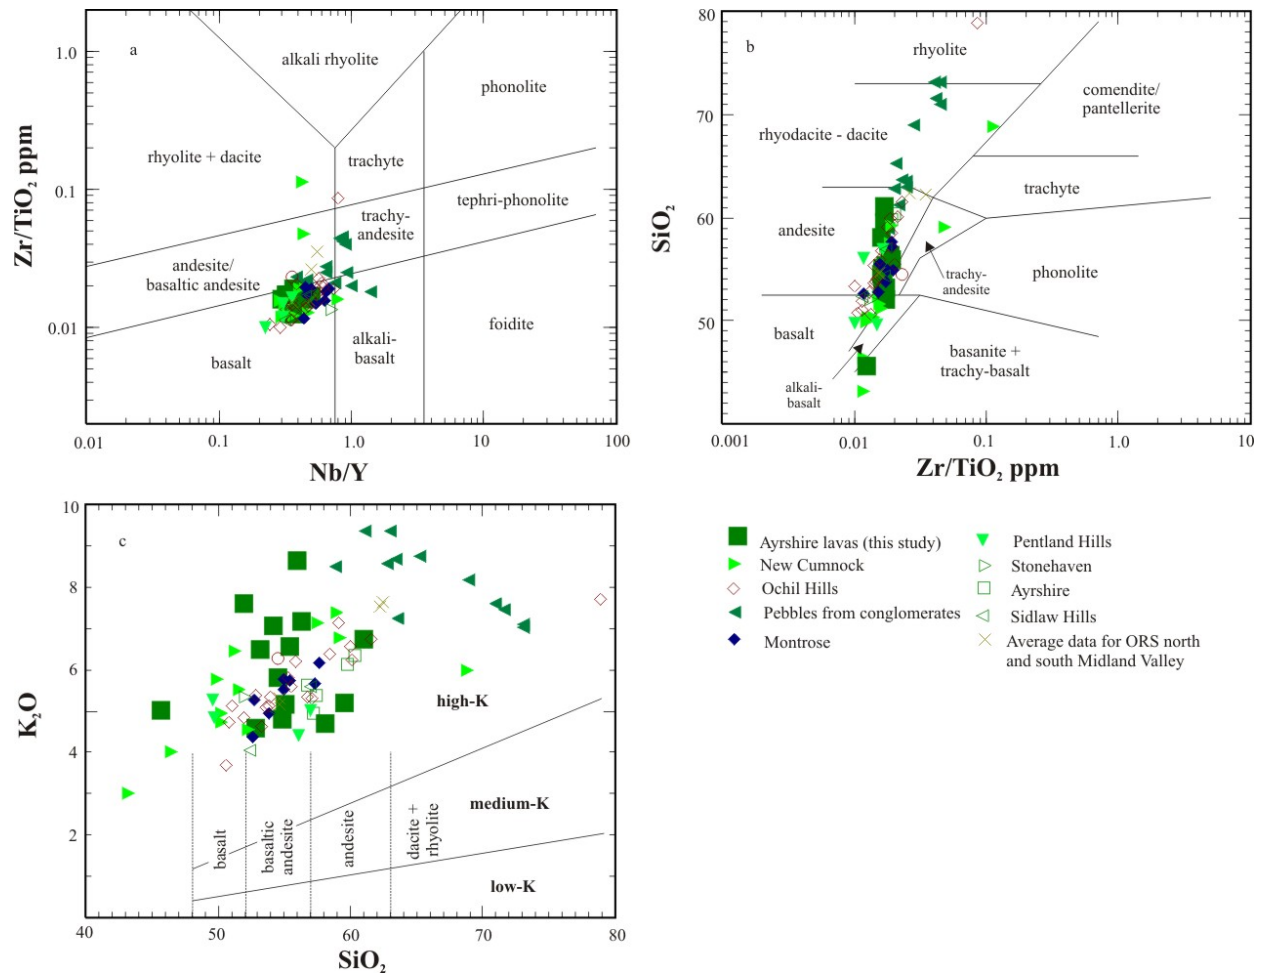 a
1.0
0.1
0.01
Zr/TiO₂ ppm
alkali rhyolite
phonolite
rhyolite + dacite
trachyte
tephri-phonolite
trachy-
andesite
andesite/
basaltic andesite
foidite
alkali-
basalt
basalt
0.01
0.1
1.0
10
100
Nb/Y
b
80
70
60
50
SiO₂
rhyolite
comendite/
pantellerite
rhyodacite - dacite
trachyte
andesite
phonolite
trachy-
andesite
basalt
basanite +
trachy-basalt
alkali-
basalt
0.001
0.01
0.1
1.0
10
Zr/TiO₂ ppm
c
10
8
6
4
2
K₂O
high-K
medium-K
low-K
basalt
basaltic
andesite
andesite
dacite +
rhyolite
40
50
60
70
80
SiO₂
Ayrshire lavas (this study)
New Cumnock
Ochil Hills
Pebbles from conglomerates
Montrose
Pentland Hills
Stonehaven
Ayrshire
Sidlaw Hills
Average data for ORS north
and south Midland Valley